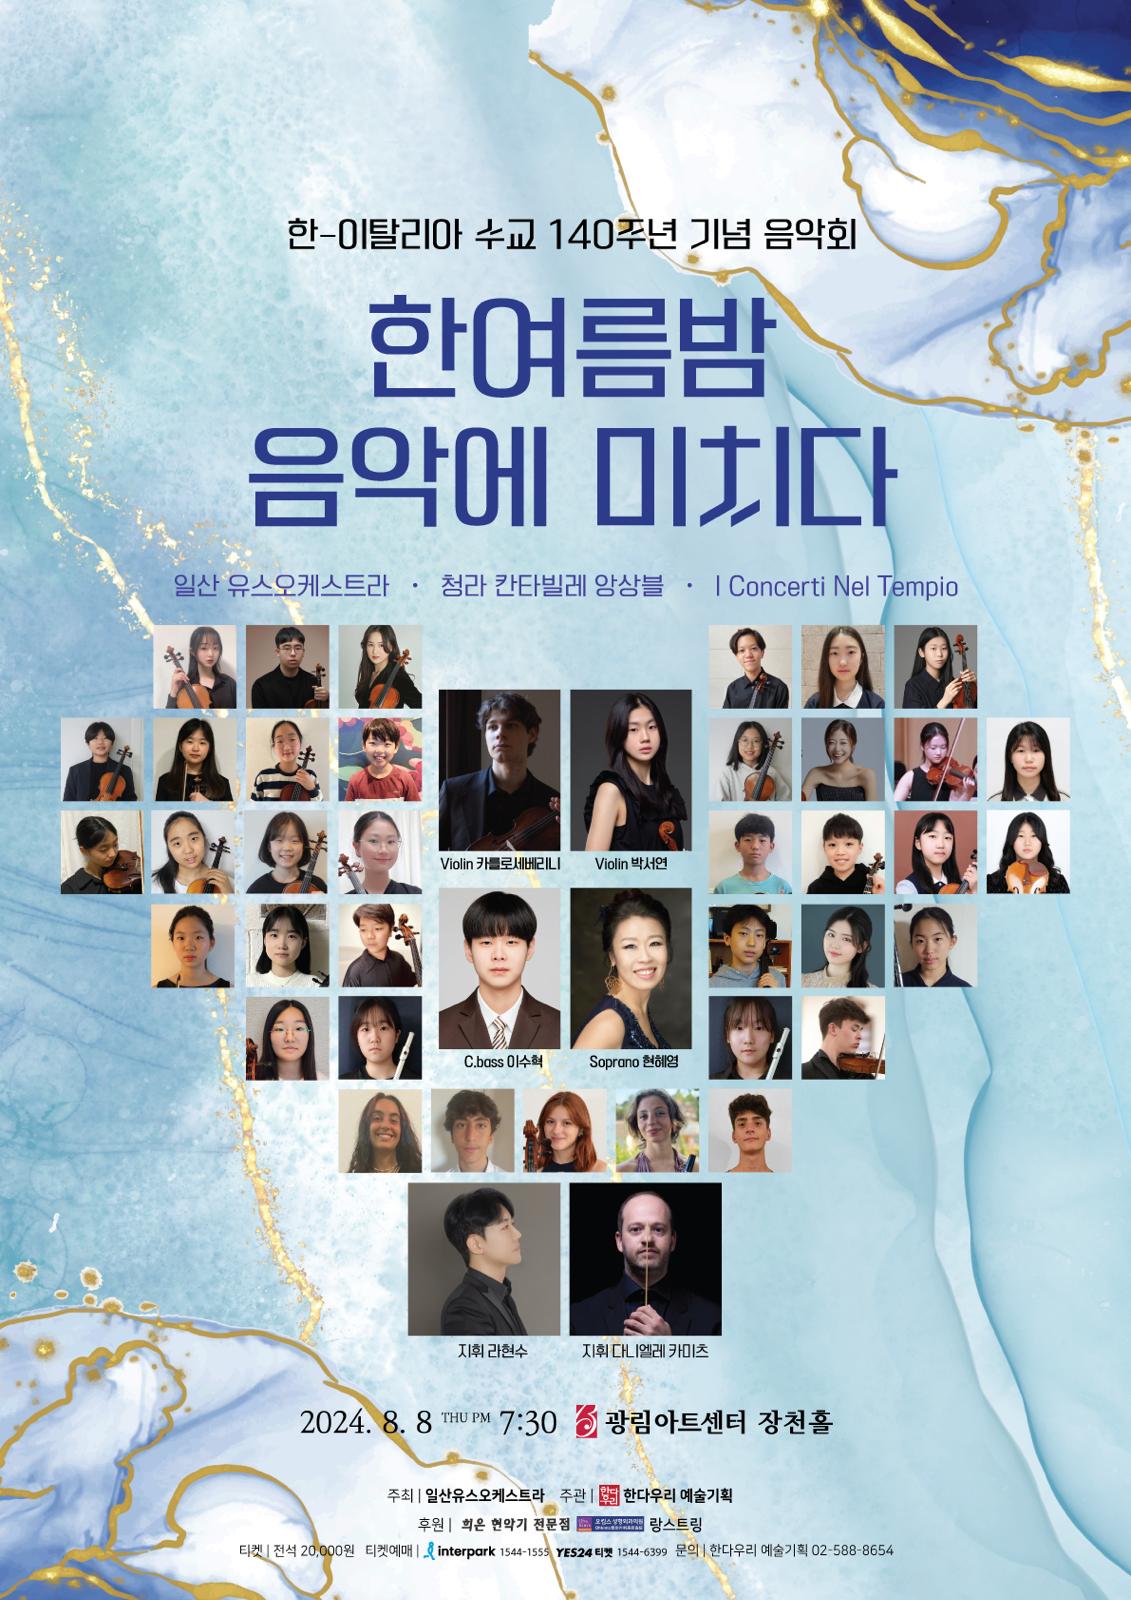 한-이탈리아 수교 140주년 기념 음악회
한여름밤
음악에 미치다
일산 유스오케스트라 · 청라 칸타빌레 앙상블 · I Concerti Nel Tempio
Violin 카를로세베리니
Violin 박서연
C.bass 이수혁
Soprano 현혜영
지휘 라현수
지휘 다니엘레 카미츠
2024. 8. 8 THU PM 7:30 광림아트센터 장천홀
주최 | 일산유스오케스트라 주관 | 한다우리 한다우리 예술기획
후원 | 희은 현악기 전문점 랑스트링
티켓 | 전석 20,000원 티켓예매 | interpark 1544-1555 YES24 티켓 1544-6399 문의 | 한다우리 예술기획 02-588-8654